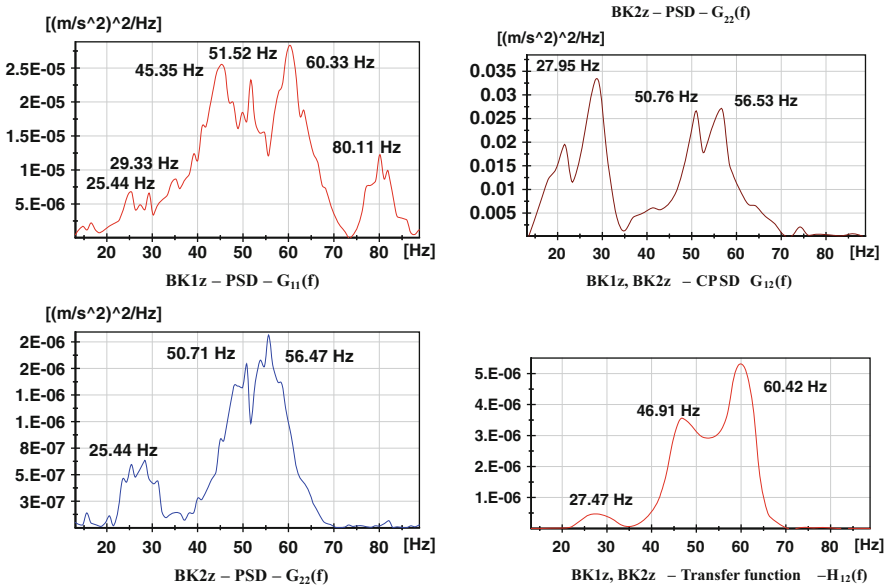 [(m/s^2)^2/Hz]
2.5E-05
2E-05
1.5E-05
1E-05
5E-06
45.35 Hz
51.52 Hz
60.33 Hz
29.33 Hz
25.44 Hz
80.11 Hz
20 30 40 50 60 70 80 [Hz]
BK1z – PSD – G11(f)
BK2z – PSD – G22(f)
[(m/s^2)^2/Hz]
0.035
0.03
0.025
0.02
0.015
0.01
0.005
27.95 Hz
50.76 Hz
56.53 Hz
20 30 40 50 60 70 80 [Hz]
BK1z, BK2z – CPSD G12(f)
[(m/s^2)^2/Hz]
2E-06
2E-06
1E-06
1E-06
8E-07
5E-07
3E-07
50.71 Hz
56.47 Hz
25.44 Hz
20 30 40 50 60 70 80 [Hz]
BK2z – PSD – G22(f)
5.E-06
4.E-06
3.E-06
2.E-06
1.E-06
60.42 Hz
46.91 Hz
27.47 Hz
20 30 40 50 60 70 80 [Hz]
BK1z, BK2z – Transfer function –H12(f)